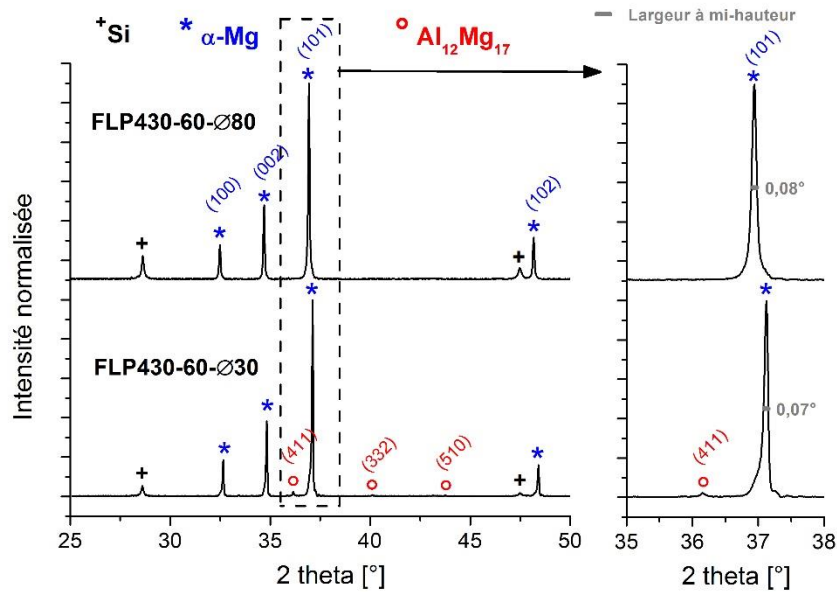 +Si
* α-Mg
° Al12Mg17
Largeur à mi-hauteur
Intensité normalisée
FLP430-60-Ø80
(100)
(002)
(101)
(102)
+
*
*
*
+
*
FLP430-60-Ø30
+
*
*
(411)
*
(332)
(510)
+
*
25 30 35 40 45 50
2 theta [°]
(101)
*
0,08°
*
0,07°
(411)
35 36 37 38
2 theta [°]